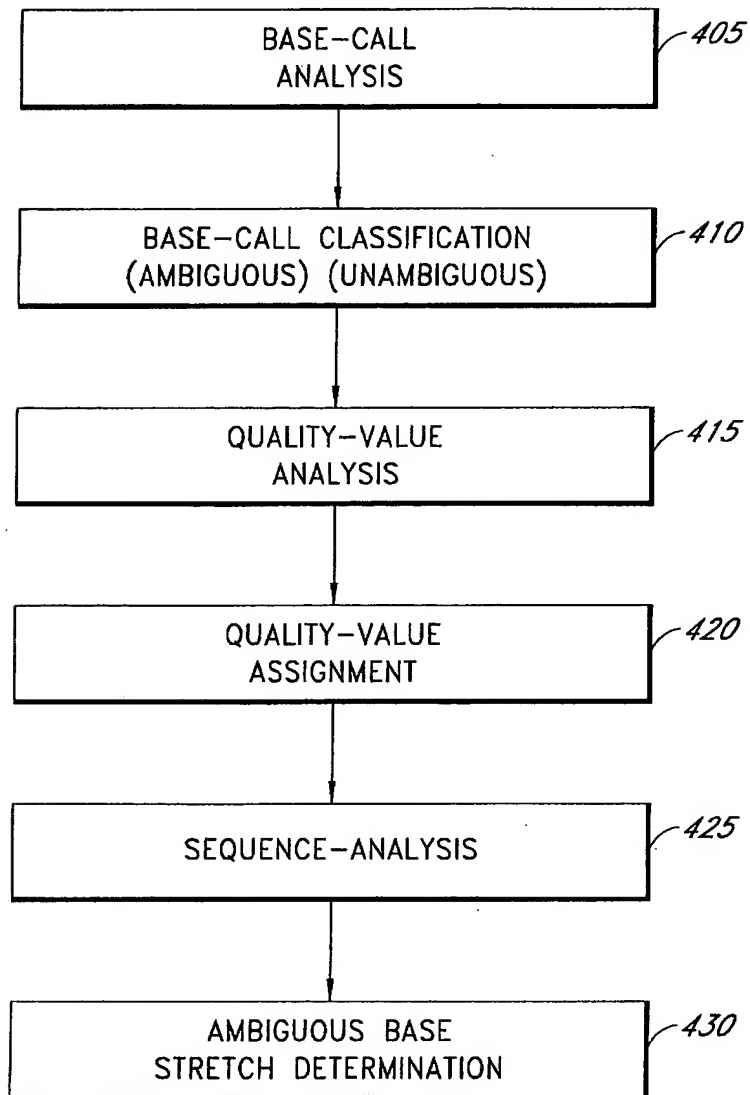 BASE-CALL
ANALYSIS
405
BASE-CALL CLASSIFICATION
(AMBIGUOUS) (UNAMBIGUOUS)
410
QUALITY-VALUE
ANALYSIS
415
QUALITY-VALUE
ASSIGNMENT
420
SEQUENCE-ANALYSIS
425
AMBIGUOUS BASE
STRETCH DETERMINATION
430